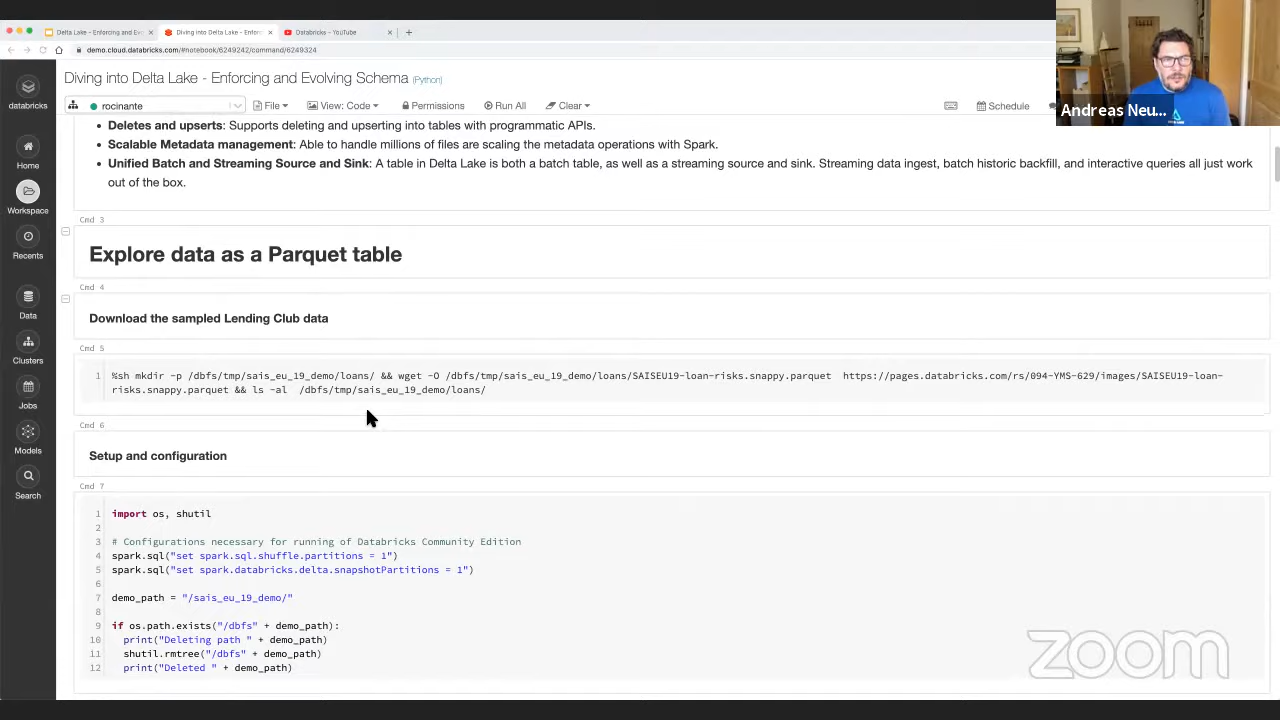 Delta Lake - Enforcing and Ev
Diving into Delta Lake - Enforc
Databricks - YouTube
demo.cloud.databricks.com/#notebook/6249242/command/6249324
Diving into Delta Lake - Enforcing and Evolving Schema (Python)
rocinante
File
View: Code
Permissions
Run All
Clear
Schedule
Andreas Neu...
databricks
Home
Workspace
Recents
Data
Clusters
Jobs
Models
Search
• Deletes and upserts: Supports deleting and upserting into tables with programmatic APIs.
• Scalable Metadata management: Able to handle millions of files are scaling the metadata operations with Spark.
• Unified Batch and Streaming Source and Sink: A table in Delta Lake is both a batch table, as well as a streaming source and sink. Streaming data ingest, batch historic backfill, and interactive queries all just work
out of the box.
Cmd 3
Explore data as a Parquet table
Cmd 4
Download the sampled Lending Club data
Cmd 5
1 %sh mkdir -p /dbfs/tmp/sais_eu_19_demo/loans/ && wget -O /dbfs/tmp/sais_eu_19_demo/loans/SAISEU19-loan-risks.snappy.parquet https://pages.databricks.com/rs/094-YMS-629/images/SAISEU19-loan-
risks.snappy.parquet && ls -al /dbfs/tmp/sais_eu_19_demo/loans/
Cmd 6
Setup and configuration
Cmd 7
1 import os, shutil
2
3 # Configurations necessary for running of Databricks Community Edition
4 spark.sql("set spark.sql.shuffle.partitions = 1")
5 spark.sql("set spark.databricks.delta.snapshotPartitions = 1")
6
7 demo_path = "/sais_eu_19_demo/"
8
9 if os.path.exists("/dbfs" + demo_path):
10 print("Deleting path " + demo_path)
11 shutil.rmtree("/dbfs" + demo_path)
12 print("Deleted " + demo_path)
zoom